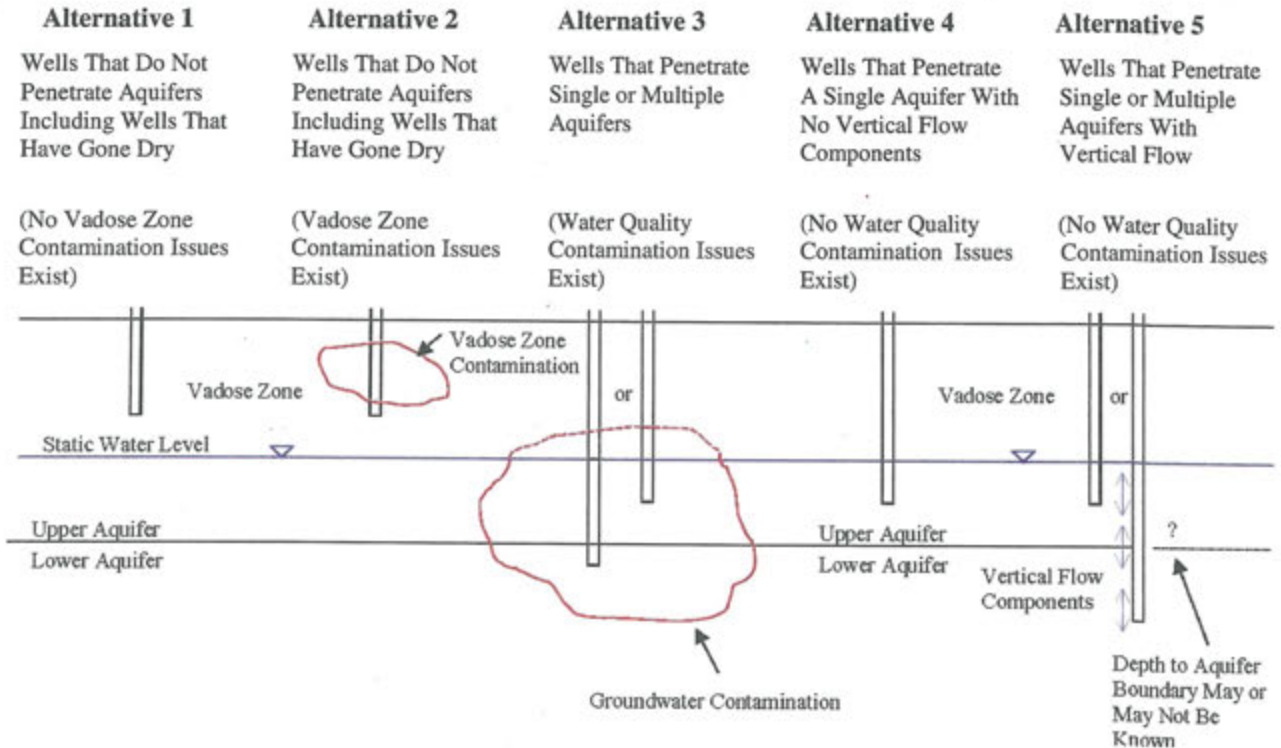 Alternative 1
Wells That Do Not
Penetrate Aquifers
Including Wells That
Have Gone Dry
(No Vadose Zone
Contamination Issues
Exist)
Alternative 2
Wells That Do Not
Penetrate Aquifers
Including Wells That
Have Gone Dry
(Vadose Zone
Contamination Issues
Exist)
Alternative 3
Wells That Penetrate
Single or Multiple
Aquifers
(Water Quality
Contamination Issues
Exist)
Alternative 4
Wells That Penetrate
A Single Aquifer With
No Vertical Flow
Components
(No Water Quality
Contamination Issues
Exist)
Alternative 5
Wells That Penetrate
Single or Multiple
Aquifers With
Vertical Flow
(No Water Quality
Contamination Issues
Exist)
Vadose Zone
Contamination
Vadose Zone
or
Vadose Zone
or
Static Water Level
Upper Aquifer
Lower Aquifer
Upper Aquifer
Lower Aquifer
?
Vertical Flow
Components
Groundwater Contamination
Depth to Aquifer
Boundary May or
May Not Be
Known